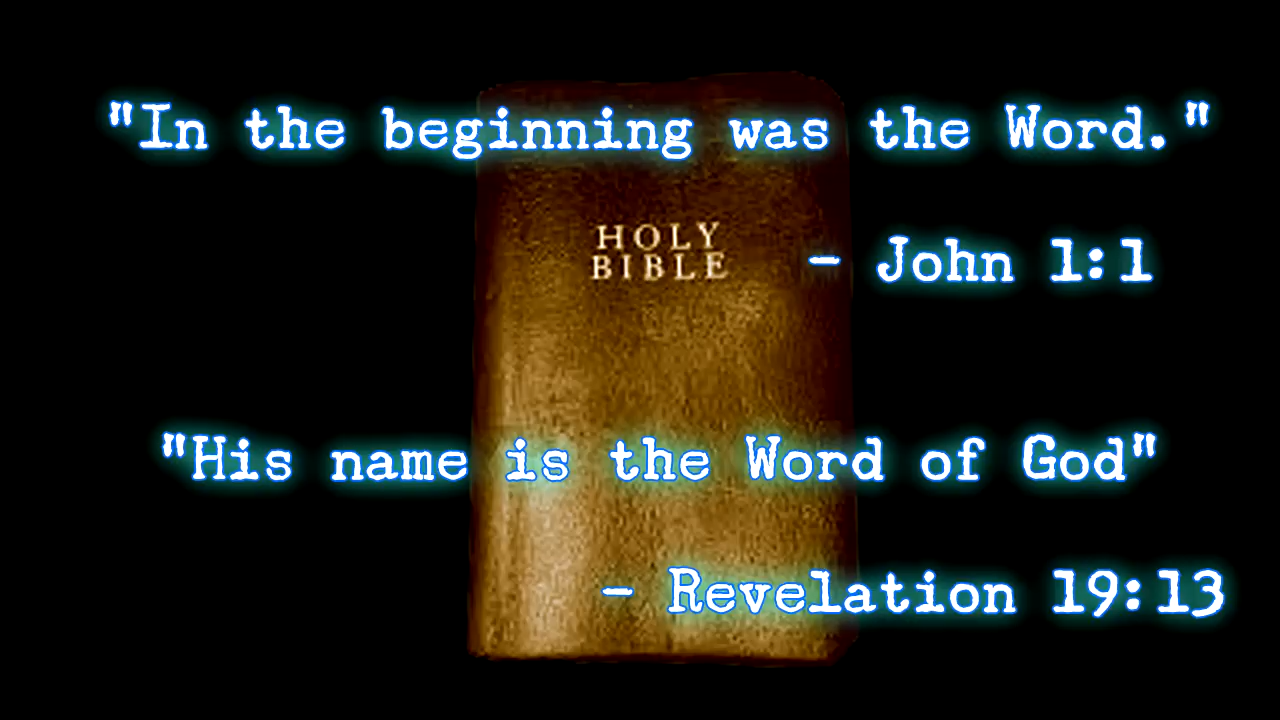 "In the beginning was the Word."
HOLY
BIBLE
- John 1:1
"His name is the Word of God"
- Revelation 19:13